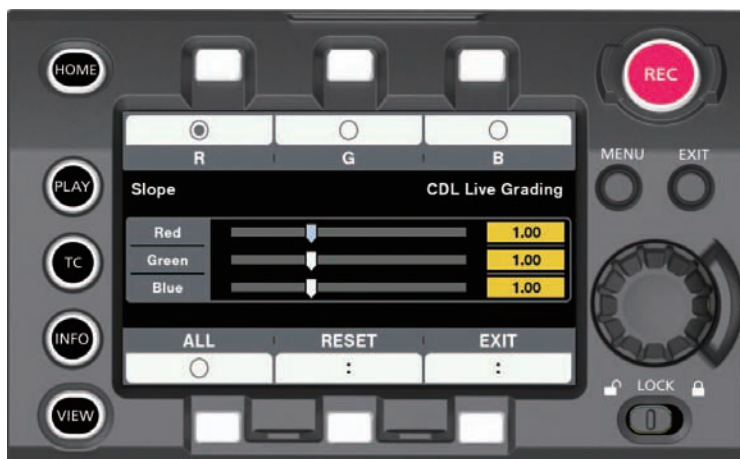 HOME
REC
R G B
MENU EXIT
PLAY
Slope CDL Live Grading
Red 1.00
TC
Green 1.00
Blue 1.00
INFO
ALL RESET EXIT
: :
LOCK
VIEW